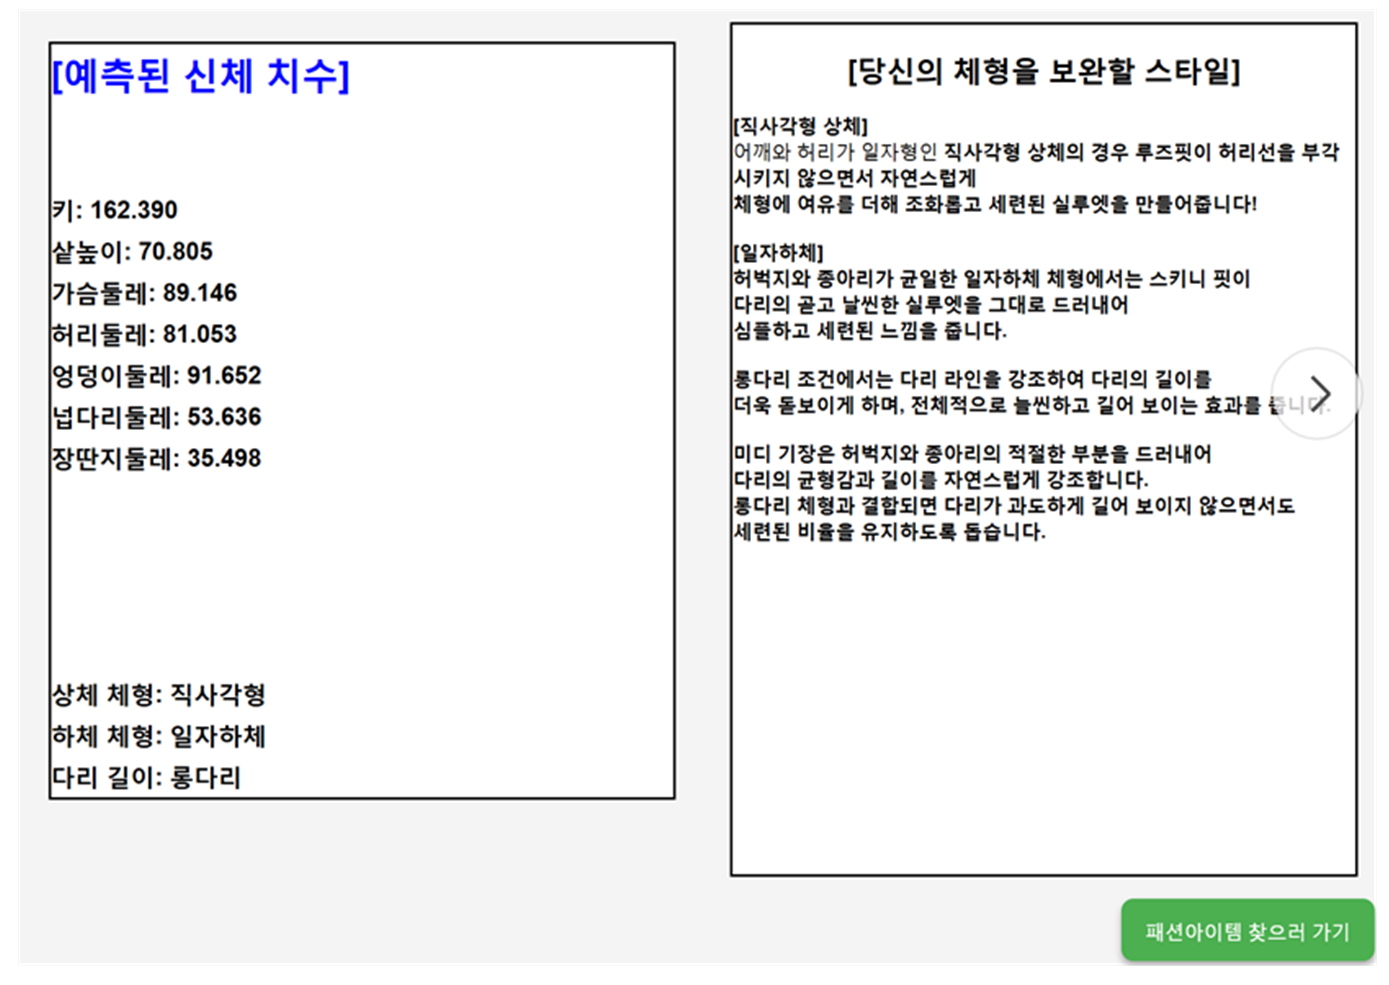 [예측된 신체 치수]
키: 162.390
샅높이: 70.805
가슴둘레: 89.146
허리둘레: 81.053
엉덩이둘레: 91.652
넙다리둘레: 53.636
장딴지둘레: 35.498
상체 체형: 직사각형
하체 체형: 일자하체
다리 길이: 롱다리
[당신의 체형을 보완할 스타일]
[직사각형 상체]
어깨와 허리가 일자형인 직사각형 상체의 경우 루즈핏이 허리선을 부각
시키지 않으면서 자연스럽게
체형에 여유를 더해 조화롭고 세련된 실루엣을 만들어줍니다!
[일자하체]
허벅지와 종아리가 균일한 일자하체 체형에서는 스키니 핏이
다리의 곧고 날씬한 실루엣을 그대로 드러내어
심플하고 세련된 느낌을 줍니다.
롱다리 조건에서는 다리 라인을 강조하여 다리의 길이를
더욱 돋보이게 하며, 전체적으로 늘씬하고 길어 보이는 효과를 줍니다.
미디 기장은 허벅지와 종아리의 적절한 부분을 드러내어
다리의 균형감과 길이를 자연스럽게 강조합니다.
롱다리 체형과 결합되면 다리가 과도하게 길어 보이지 않으면서도
세련된 비율을 유지하도록 돕습니다.
패션아이템 찾으러 가기